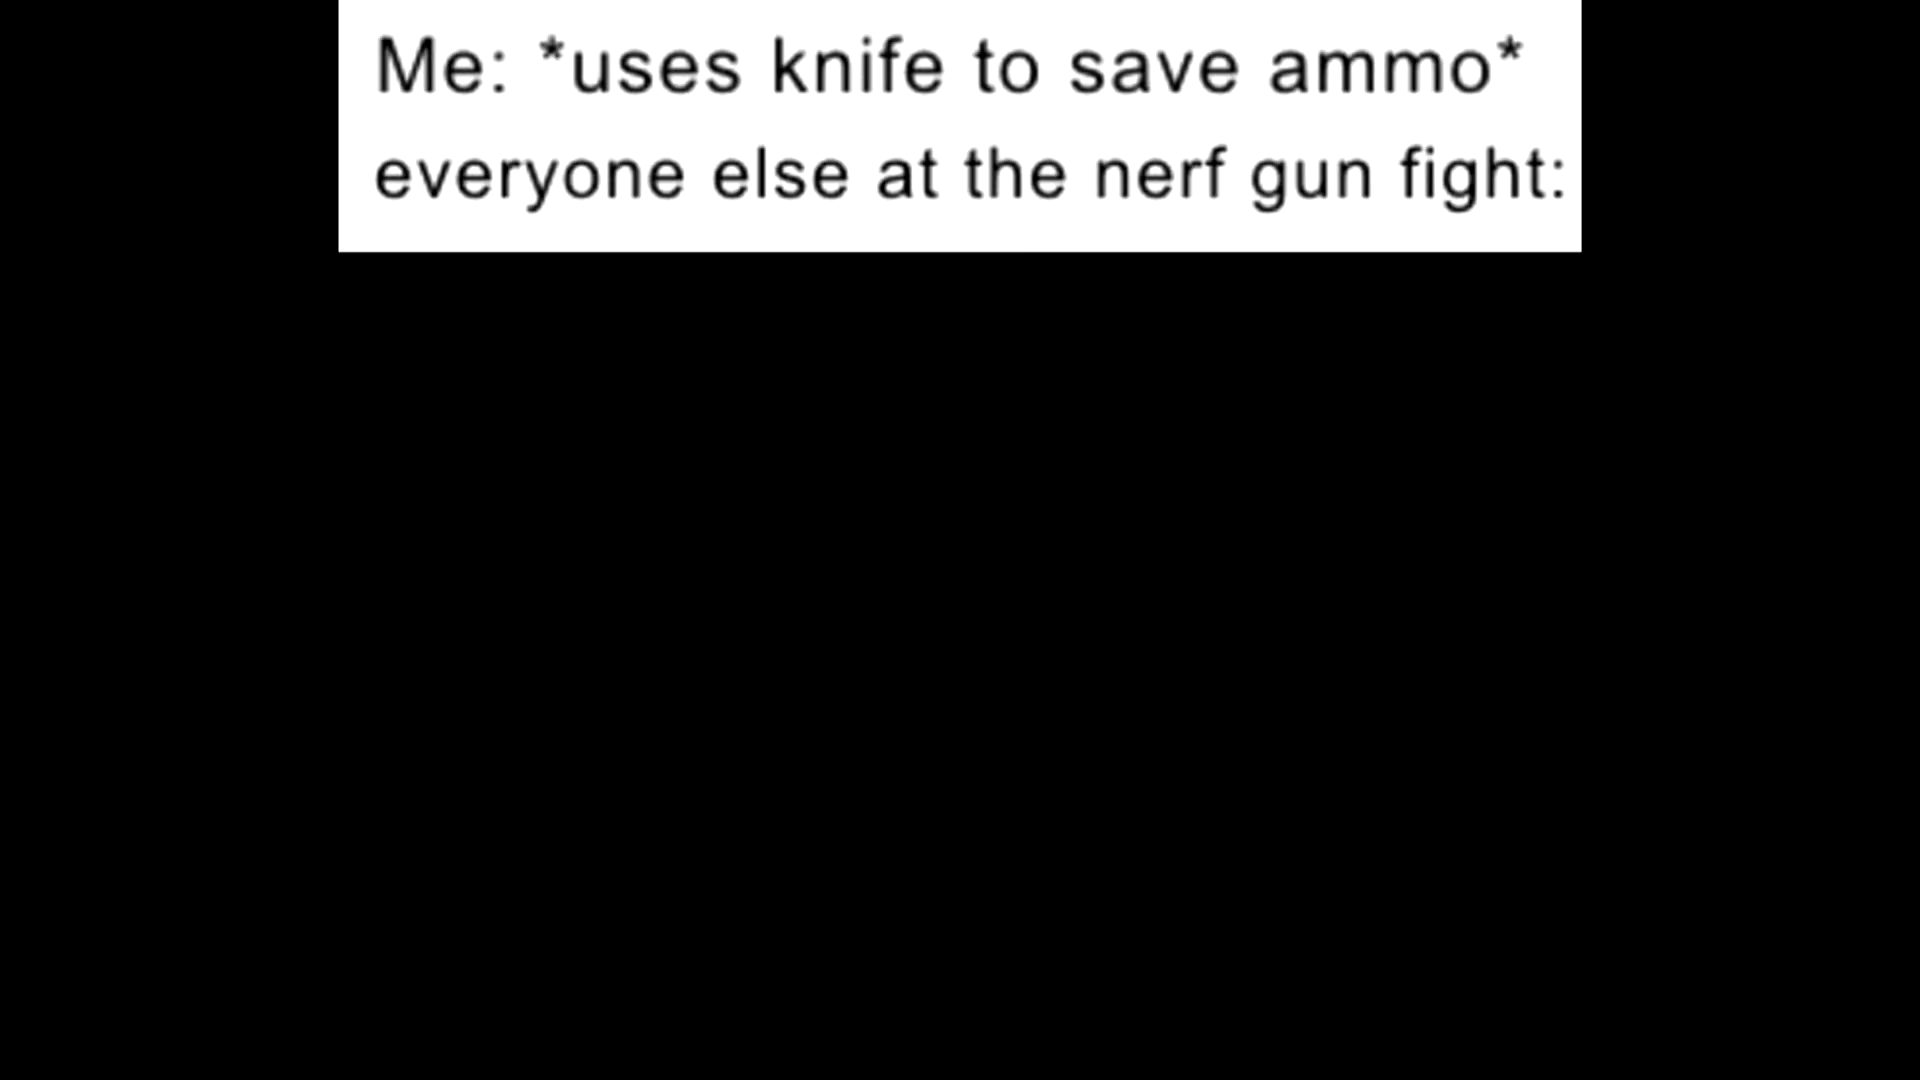 Me: *uses knife to save ammo*
everyone else at the nerf gun fight: